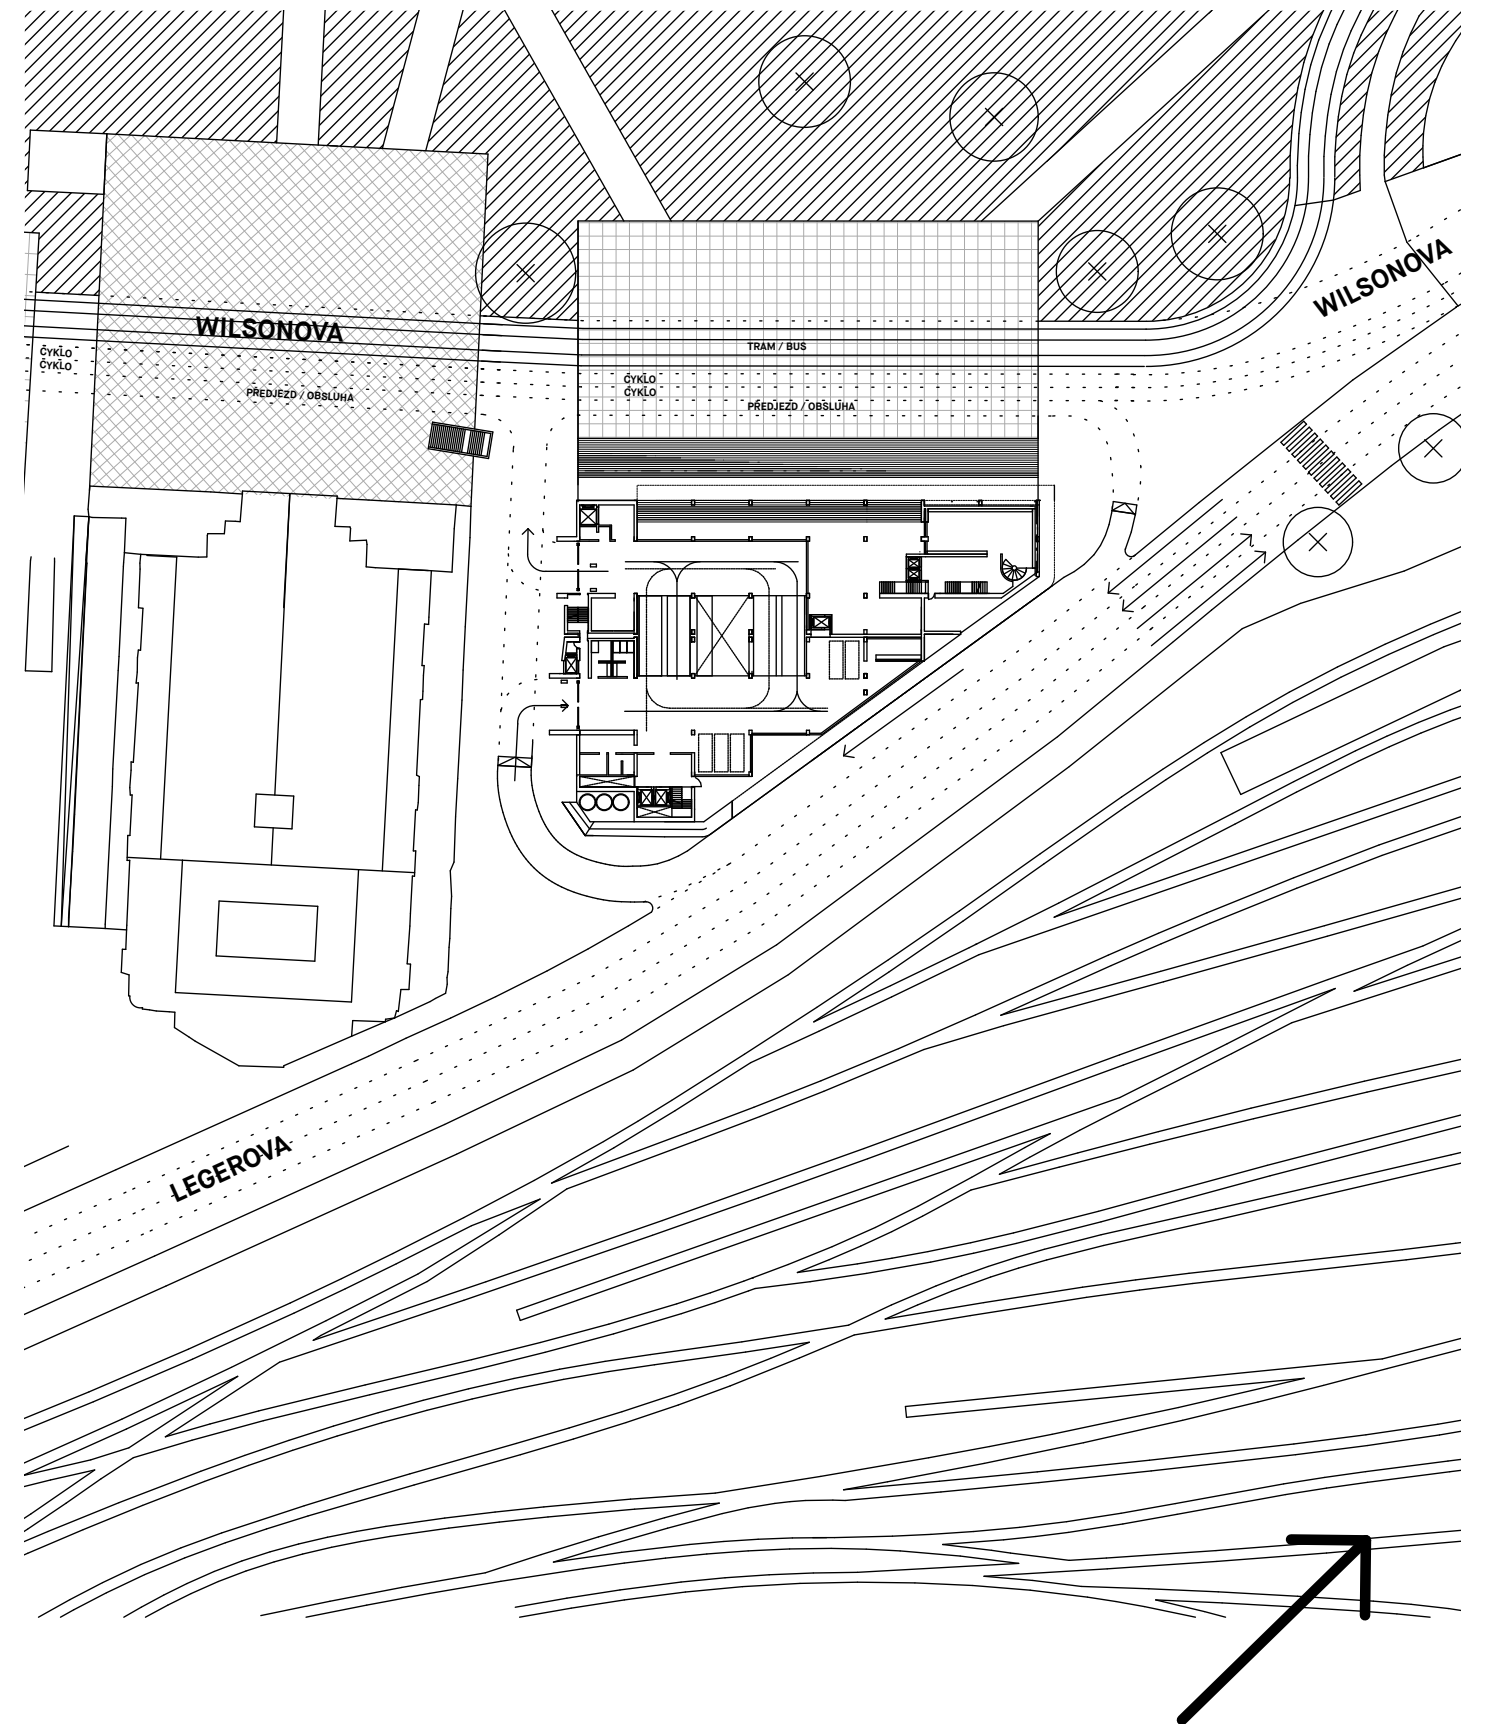 WILSONOVA
WILSONOVA
TRAM / BUS
ČYKLO
ČYKLO
ČYKLO
ČYKLO
PŘEDJEZD / OBSLUHA
PŘEDJEZD / OBSLUHA
LEGEROVA